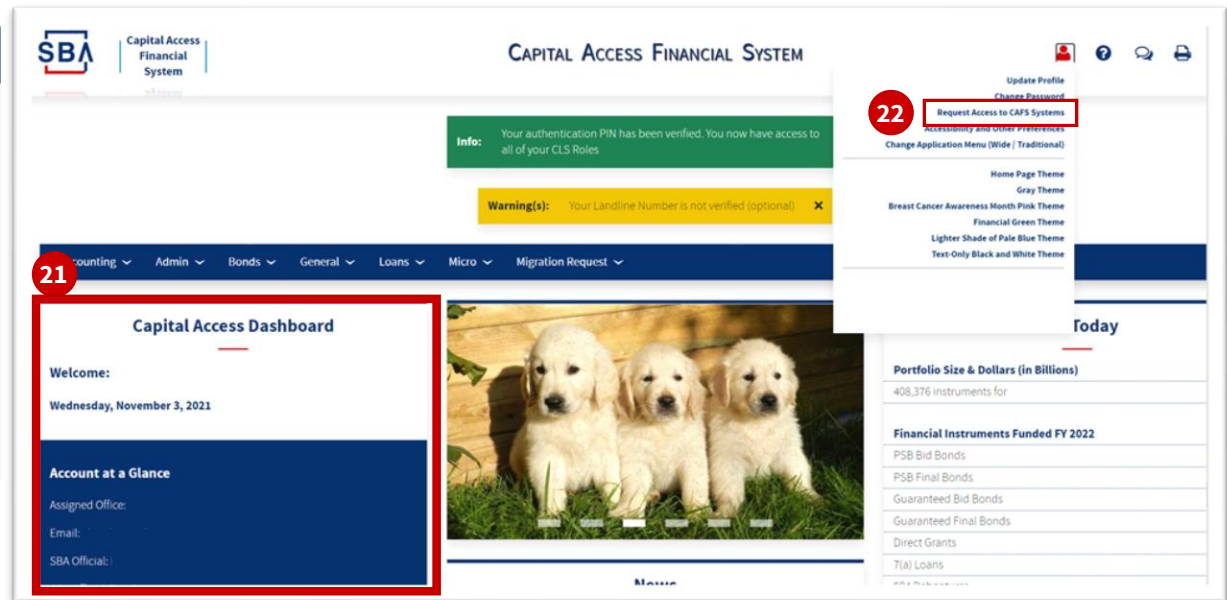 SBA
Capital Access
Financial
System
CAPITAL ACCESS FINANCIAL SYSTEM
Update Profile
Change Password
22
Request Access to CAFS Systems
Accessibility and Other Preferences
Change Application Menu (Wide | Traditional)
Home Page Theme
Gray Theme
Breast Cancer Awareness Month Pink Theme
Financial Green Theme
Lighter Shade of Pale Blue Theme
Text-Only Black and White Theme
Info: Your authentication PIN has been verified. You now have access to
all of your CLS Roles
Warning(s): Your Landline Number is not verified (optional) ×
21
ounting Admin Bonds General Loans Micro Migration Request
Capital Access Dashboard
Welcome:
Wednesday, November 3, 2021
Account at a Glance
Assigned Office:
Email:
SBA Official:
News
Today
Portfolio Size & Dollars (in Billions)
408,376 instruments for
Financial Instruments Funded FY 2022
PSB Bid Bonds
PSB Final Bonds
Guaranteed Bid Bonds
Guaranteed Final Bonds
Direct Grants
7(a) Loans